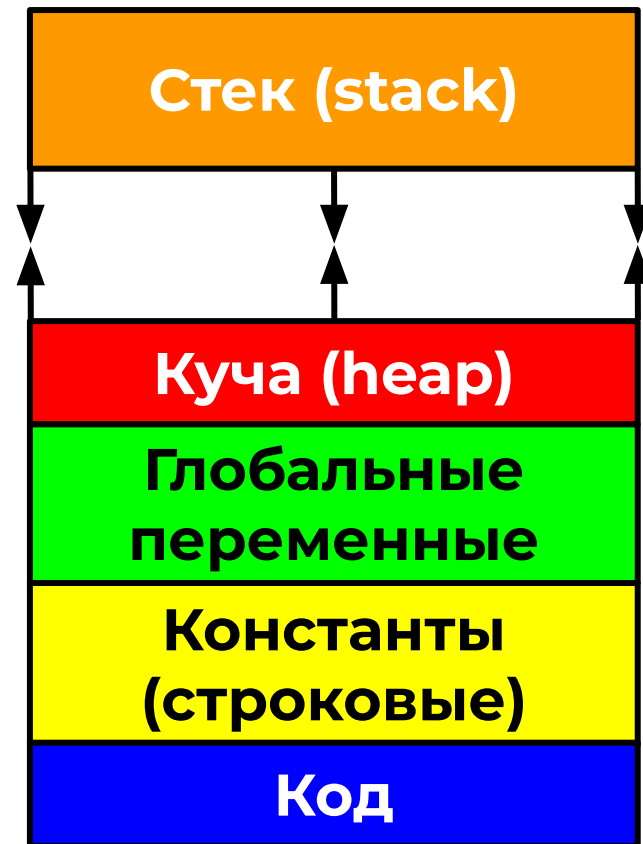 Стек (stack)
Куча (heap)
Глобальные
переменные
Константы
(строковые)
Код